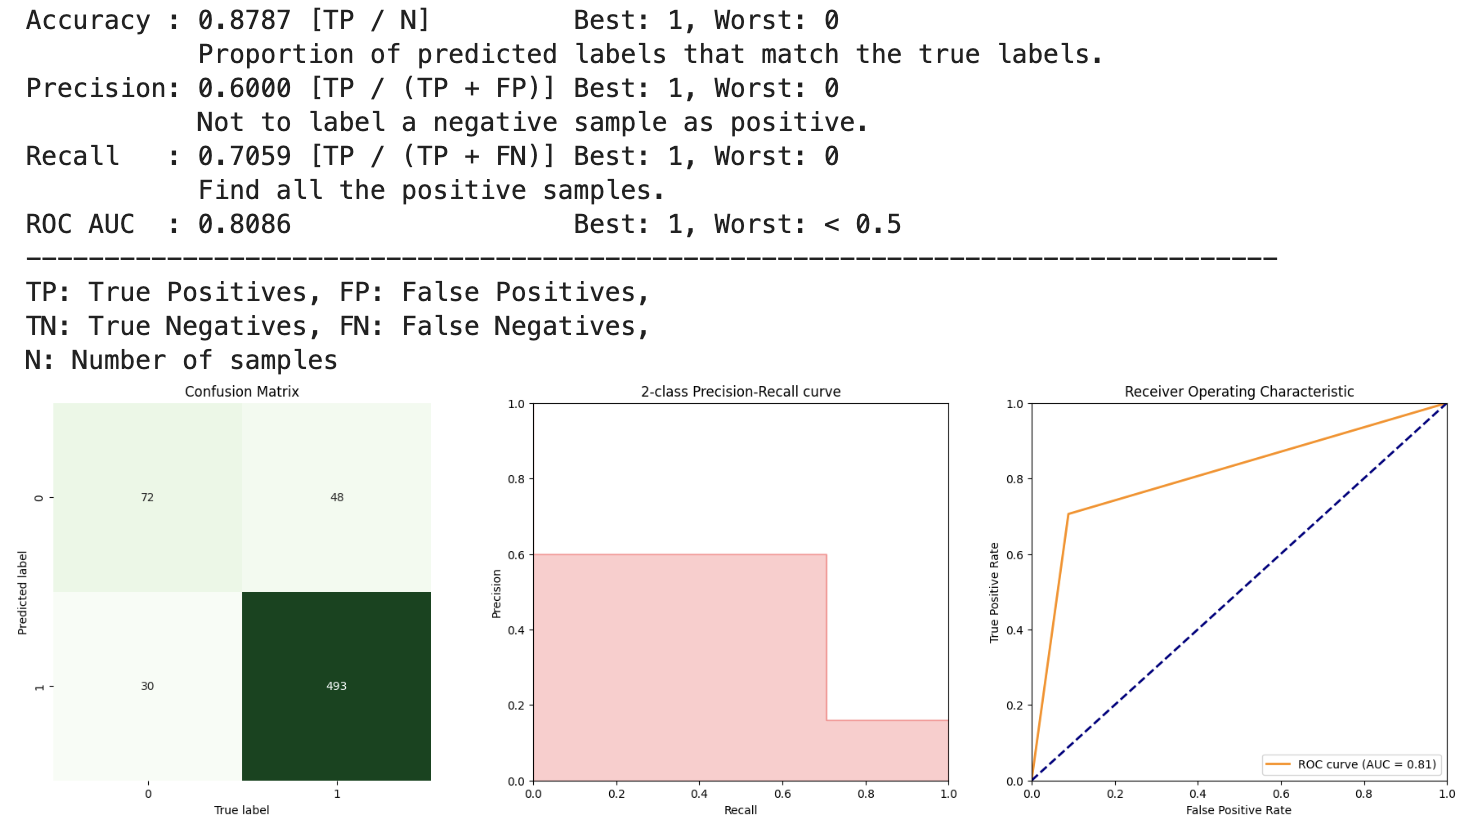 Accuracy : 0.8787 [TP / N] Best: 1, Worst: 0
Proportion of predicted labels that match the true labels.
Precision: 0.6000 [TP / (TP + FP)] Best: 1, Worst: 0
Not to label a negative sample as positive.
Recall : 0.7059 [TP / (TP + FN)] Best: 1, Worst: 0
Find all the positive samples.
ROC AUC : 0.8086 Best: 1, Worst: < 0.5
--------------------------------------------------------------------------------
TP: True Positives, FP: False Positives,
TN: True Negatives, FN: False Negatives,
N: Number of samples
Confusion Matrix
Predicted label
0
1
72
48
30
493
0
1
True label
2-class Precision-Recall curve
Precision
1.0
0.8
0.6
0.4
0.2
0.0
0.0
0.2
0.4
0.6
0.8
1.0
Recall
Receiver Operating Characteristic
True Positive Rate
1.0
0.8
0.6
0.4
0.2
0.0
ROC curve (AUC = 0.81)
0.0
0.2
0.4
0.6
0.8
1.0
False Positive Rate